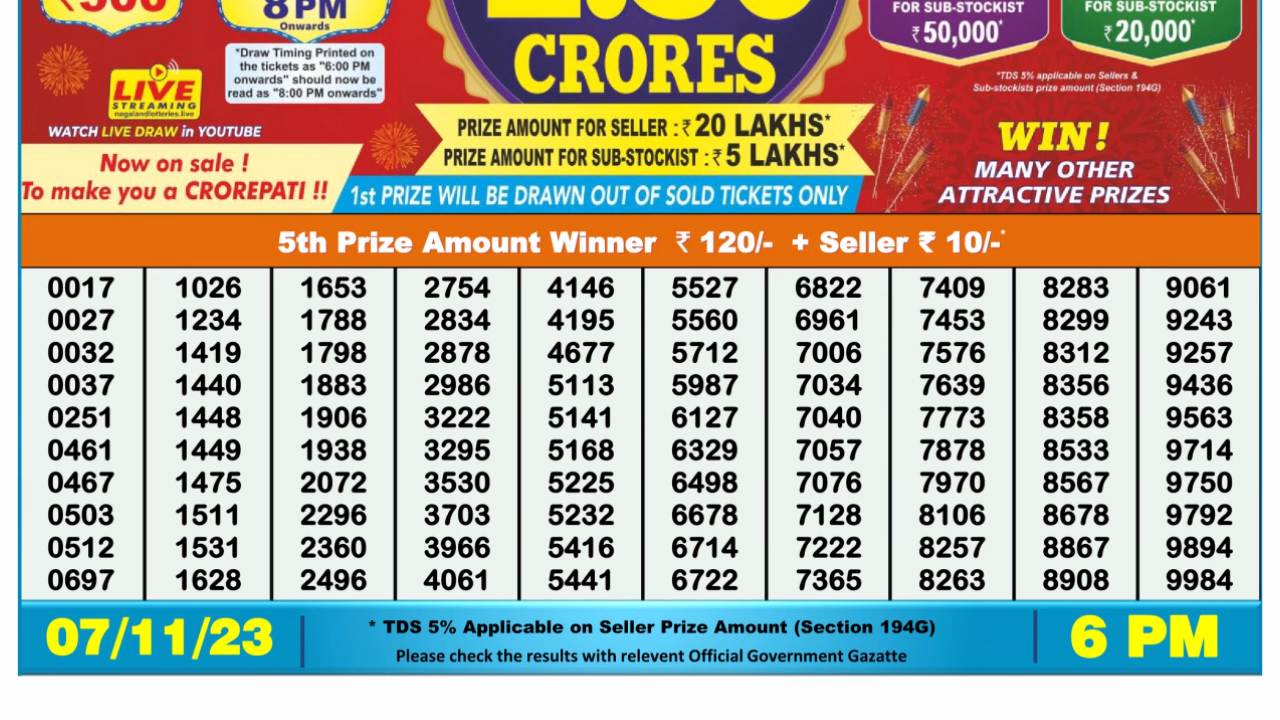 8 PM
Onwards
*Draw Timing Printed on
the tickets as "6:00 PM
onwards" should now be
read as "8:00 PM onwards"
LIVE
STREAMING
nagalandlotteries.live
WATCH LIVE DRAW in YOUTUBE
Now on sale !
To make you a CROREPATI !!
CRORES
PRIZE AMOUNT FOR SELLER : ₹ 20 LAKHS*
PRIZE AMOUNT FOR SUB-STOCKIST : ₹ 5 LAKHS*
1st PRIZE WILL BE DRAWN OUT OF SOLD TICKETS ONLY
FOR SUB-STOCKIST
₹ 50,000*
FOR SUB-STOCKIST
₹ 20,000*
*TDS 5% applicable on Sellers &
Sub-stockists prize amount (Section 194G)
WIN !
MANY OTHER
ATTRACTIVE PRIZES
5th Prize Amount Winner ₹ 120/- + Seller ₹ 10/-*
0017 1026 1653 2754 4146 5527 6822 7409 8283 9061
0027 1234 1788 2834 4195 5560 6961 7453 8299 9243
0032 1419 1798 2878 4677 5712 7006 7576 8312 9257
0037 1440 1883 2986 5113 5987 7034 7639 8356 9436
0251 1448 1906 3222 5141 6127 7040 7773 8358 9563
0461 1449 1938 3295 5168 6329 7057 7878 8533 9714
0467 1475 2072 3530 5225 6498 7076 7970 8567 9750
0503 1511 2296 3703 5232 6678 7128 8106 8678 9792
0512 1531 2360 3966 5416 6714 7222 8257 8867 9894
0697 1628 2496 4061 5441 6722 7365 8263 8908 9984
07/11/23
* TDS 5% Applicable on Seller Prize Amount (Section 194G)
Please check the results with relevent Official Government Gazatte
6 PM